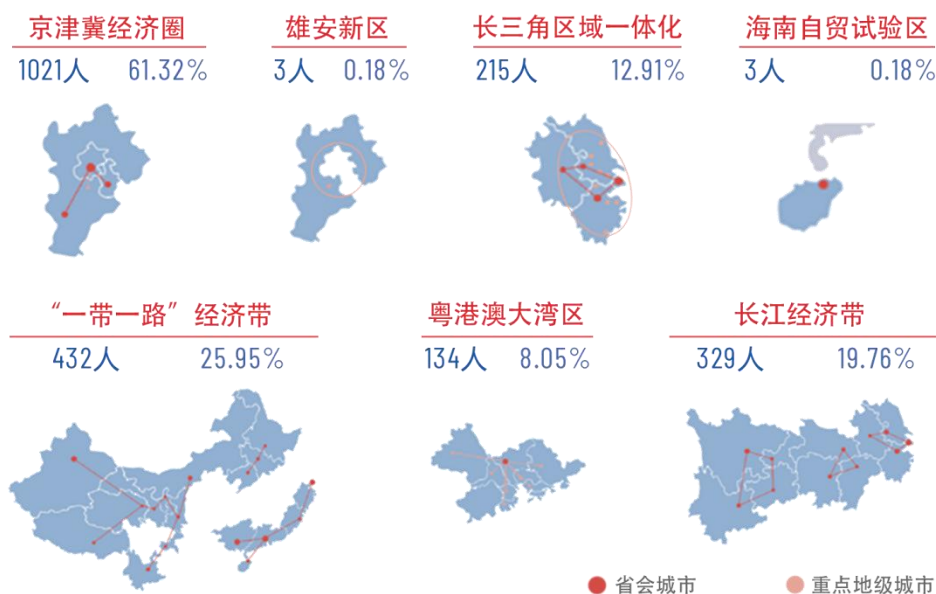 京津冀经济圈
1021人 61.32%
雄安新区
3人 0.18%
长三角区域一体化
215人 12.91%
海南自贸试验区
3人 0.18%
“一带一路”经济带
432人 25.95%
粤港澳大湾区
134人 8.05%
长江经济带
329人 19.76%
省会城市
重点地级城市